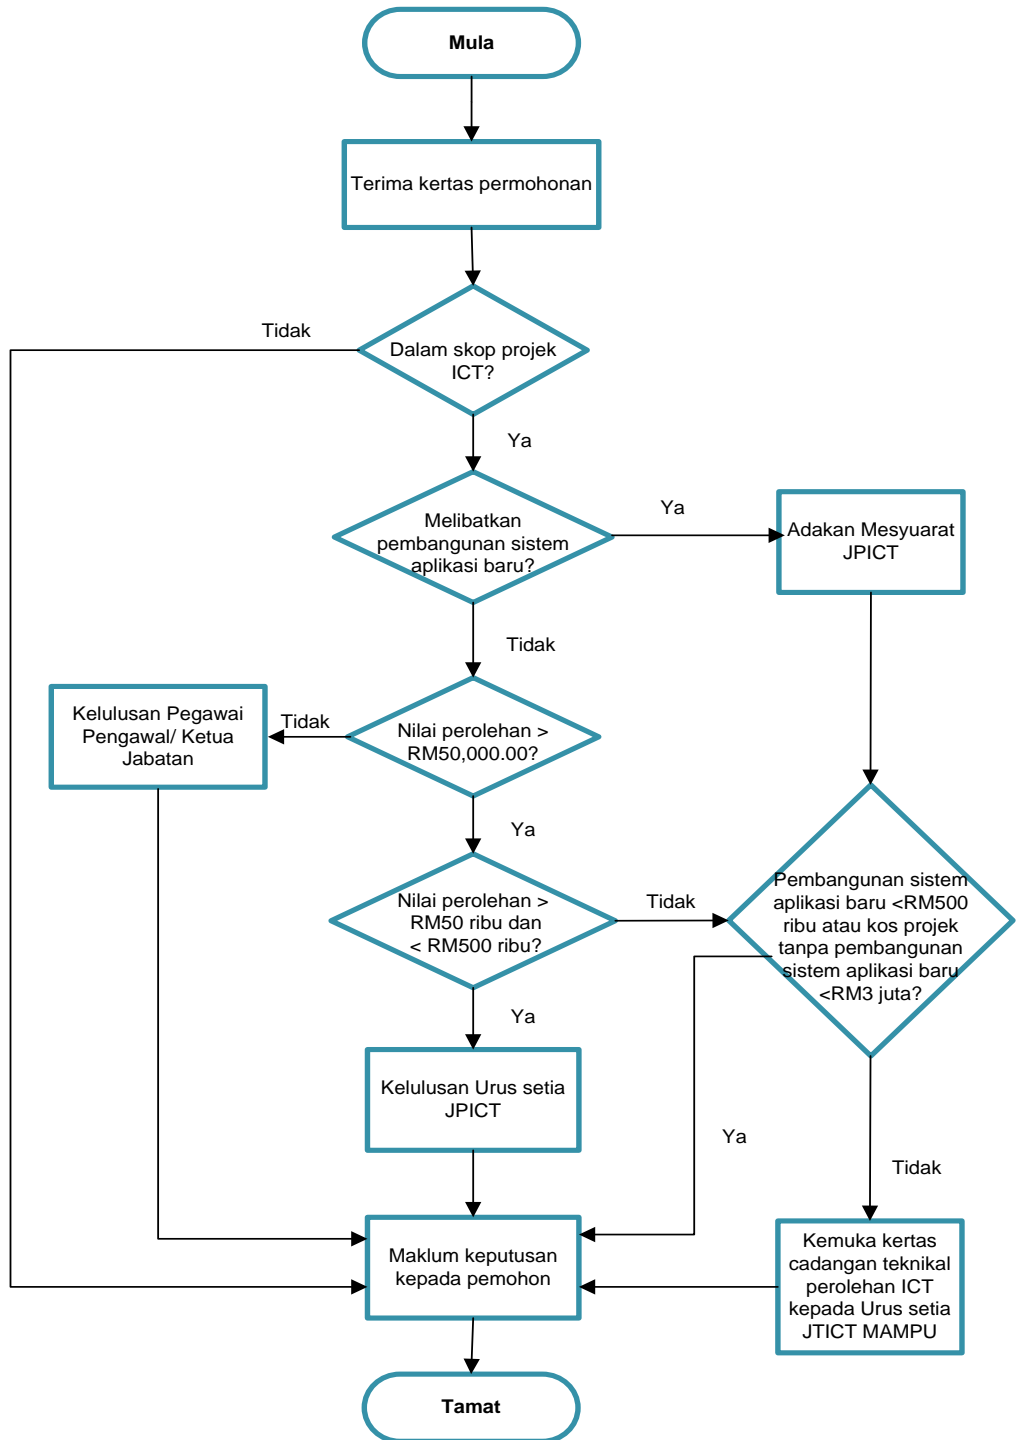 Mula
Terima kertas permohonan
Tidak
Dalam skop projek
ICT?
Ya
Melibatkan
pembangunan sistem
aplikasi baru?
Ya
Adakan Mesyuarat
JPICT
Tidak
Kelulusan Pegawai
Pengawal/ Ketua
Jabatan
Tidak
Nilai perolehan >
RM50,000.00?
Ya
Nilai perolehan >
RM50 ribu dan
< RM500 ribu?
Tidak
Pembangunan sistem
aplikasi baru <RM500
ribu atau kos projek
tanpa pembangunan
sistem aplikasi baru
<RM3 juta?
Ya
Kelulusan Urus setia
JPICT
Ya
Tidak
Maklum keputusan
kepada pemohon
Kemuka kertas
cadangan teknikal
perolehan ICT
kepada Urus setia
JTICT MAMPU
Tamat